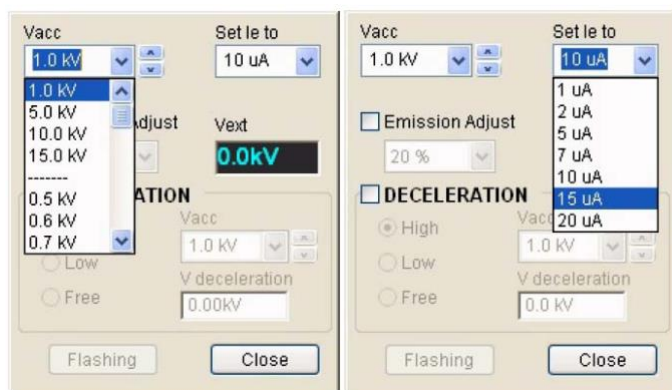 Vacc Set Ie to
1.0 kV 10 uA
1.0 kV
5.0 kV
10.0 kV
15.0 kV
-------
0.5 kV
0.6 kV
0.7 kV
djust Vext
0.0kV
ATION
Vacc
1.0 kV
Low
V deceleration
Free 0.00kV
Flashing Close
Vacc Set Ie to
1.0 kV 10 uA
1 uA
2 uA
5 uA
7 uA
10 uA
15 uA
20 uA
Emission Adjust
20 %
DECELERATION
Vacc
High 1.0 kV
Low V deceleration
Free 0.0 kV
Flashing Close